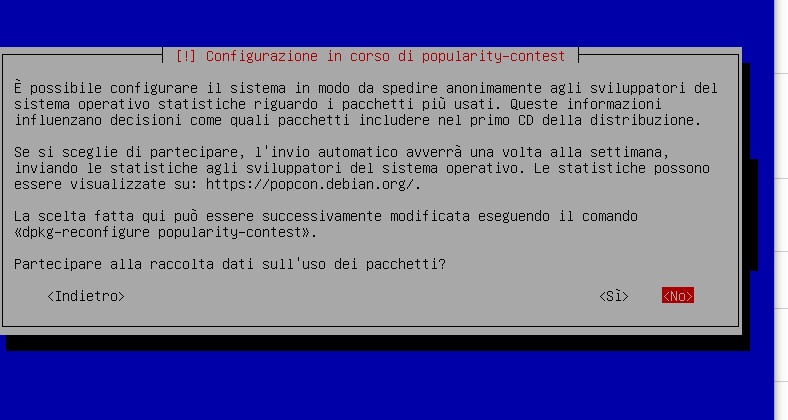 [!] Configurazione in corso di popularity-contest
È possibile configurare il sistema in modo da spedire anonimamente agli sviluppatori del
sistema operativo statistiche riguardo i pacchetti più usati. Queste informazioni
influenzano decisioni come quali pacchetti includere nel primo CD della distribuzione.
Se si sceglie di partecipare, l'invio automatico avverrà una volta alla settimana,
inviando le statistiche agli sviluppatori del sistema operativo. Le statistiche possono
essere visualizzate su: https://popcon.debian.org/.
La scelta fatta qui può essere successivamente modificata eseguendo il comando
«dpkg-reconfigure popularity-contest».
Partecipare alla raccolta dati sull'uso dei pacchetti?
<Indietro> <Sì> <No>